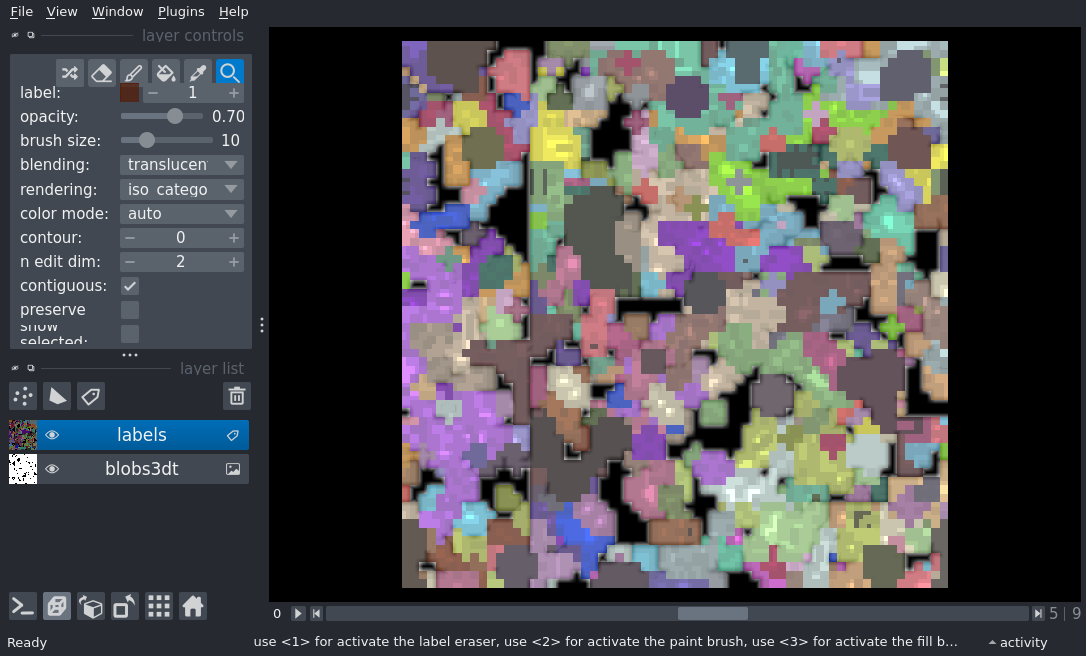 File View Window Plugins Help
layer controls
label: 1
opacity: 0.70
brush size: 10
blending: translucen
rendering: iso catego
color mode: auto
contour: 0
n edit dim: 2
contiguous:
preserve
show
selected:
layer list
labels
blobs3dt
0 5 | 9
Ready use <1> for activate the label eraser, use <2> for activate the paint brush, use <3> for activate the fill b... activity